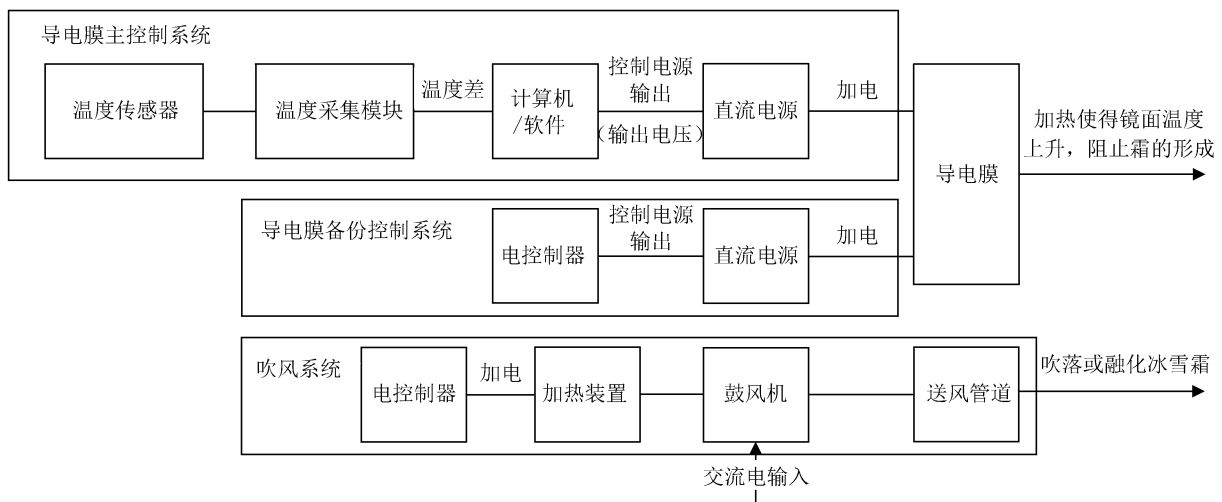 导电膜主控制系统
温度传感器
温度采集模块
温度差
计算机
/软件
控制电源
输出
(输出电压)
直流电源
加电
导电膜
加热使得镜面温度
上升，阻止霜的形成
导电膜备份控制系统
电控制器
控制电源
输出
直流电源
加电
吹风系统
电控制器
加电
加热装置
鼓风机
送风管道
吹落或融化冰雪霜
交流电输入